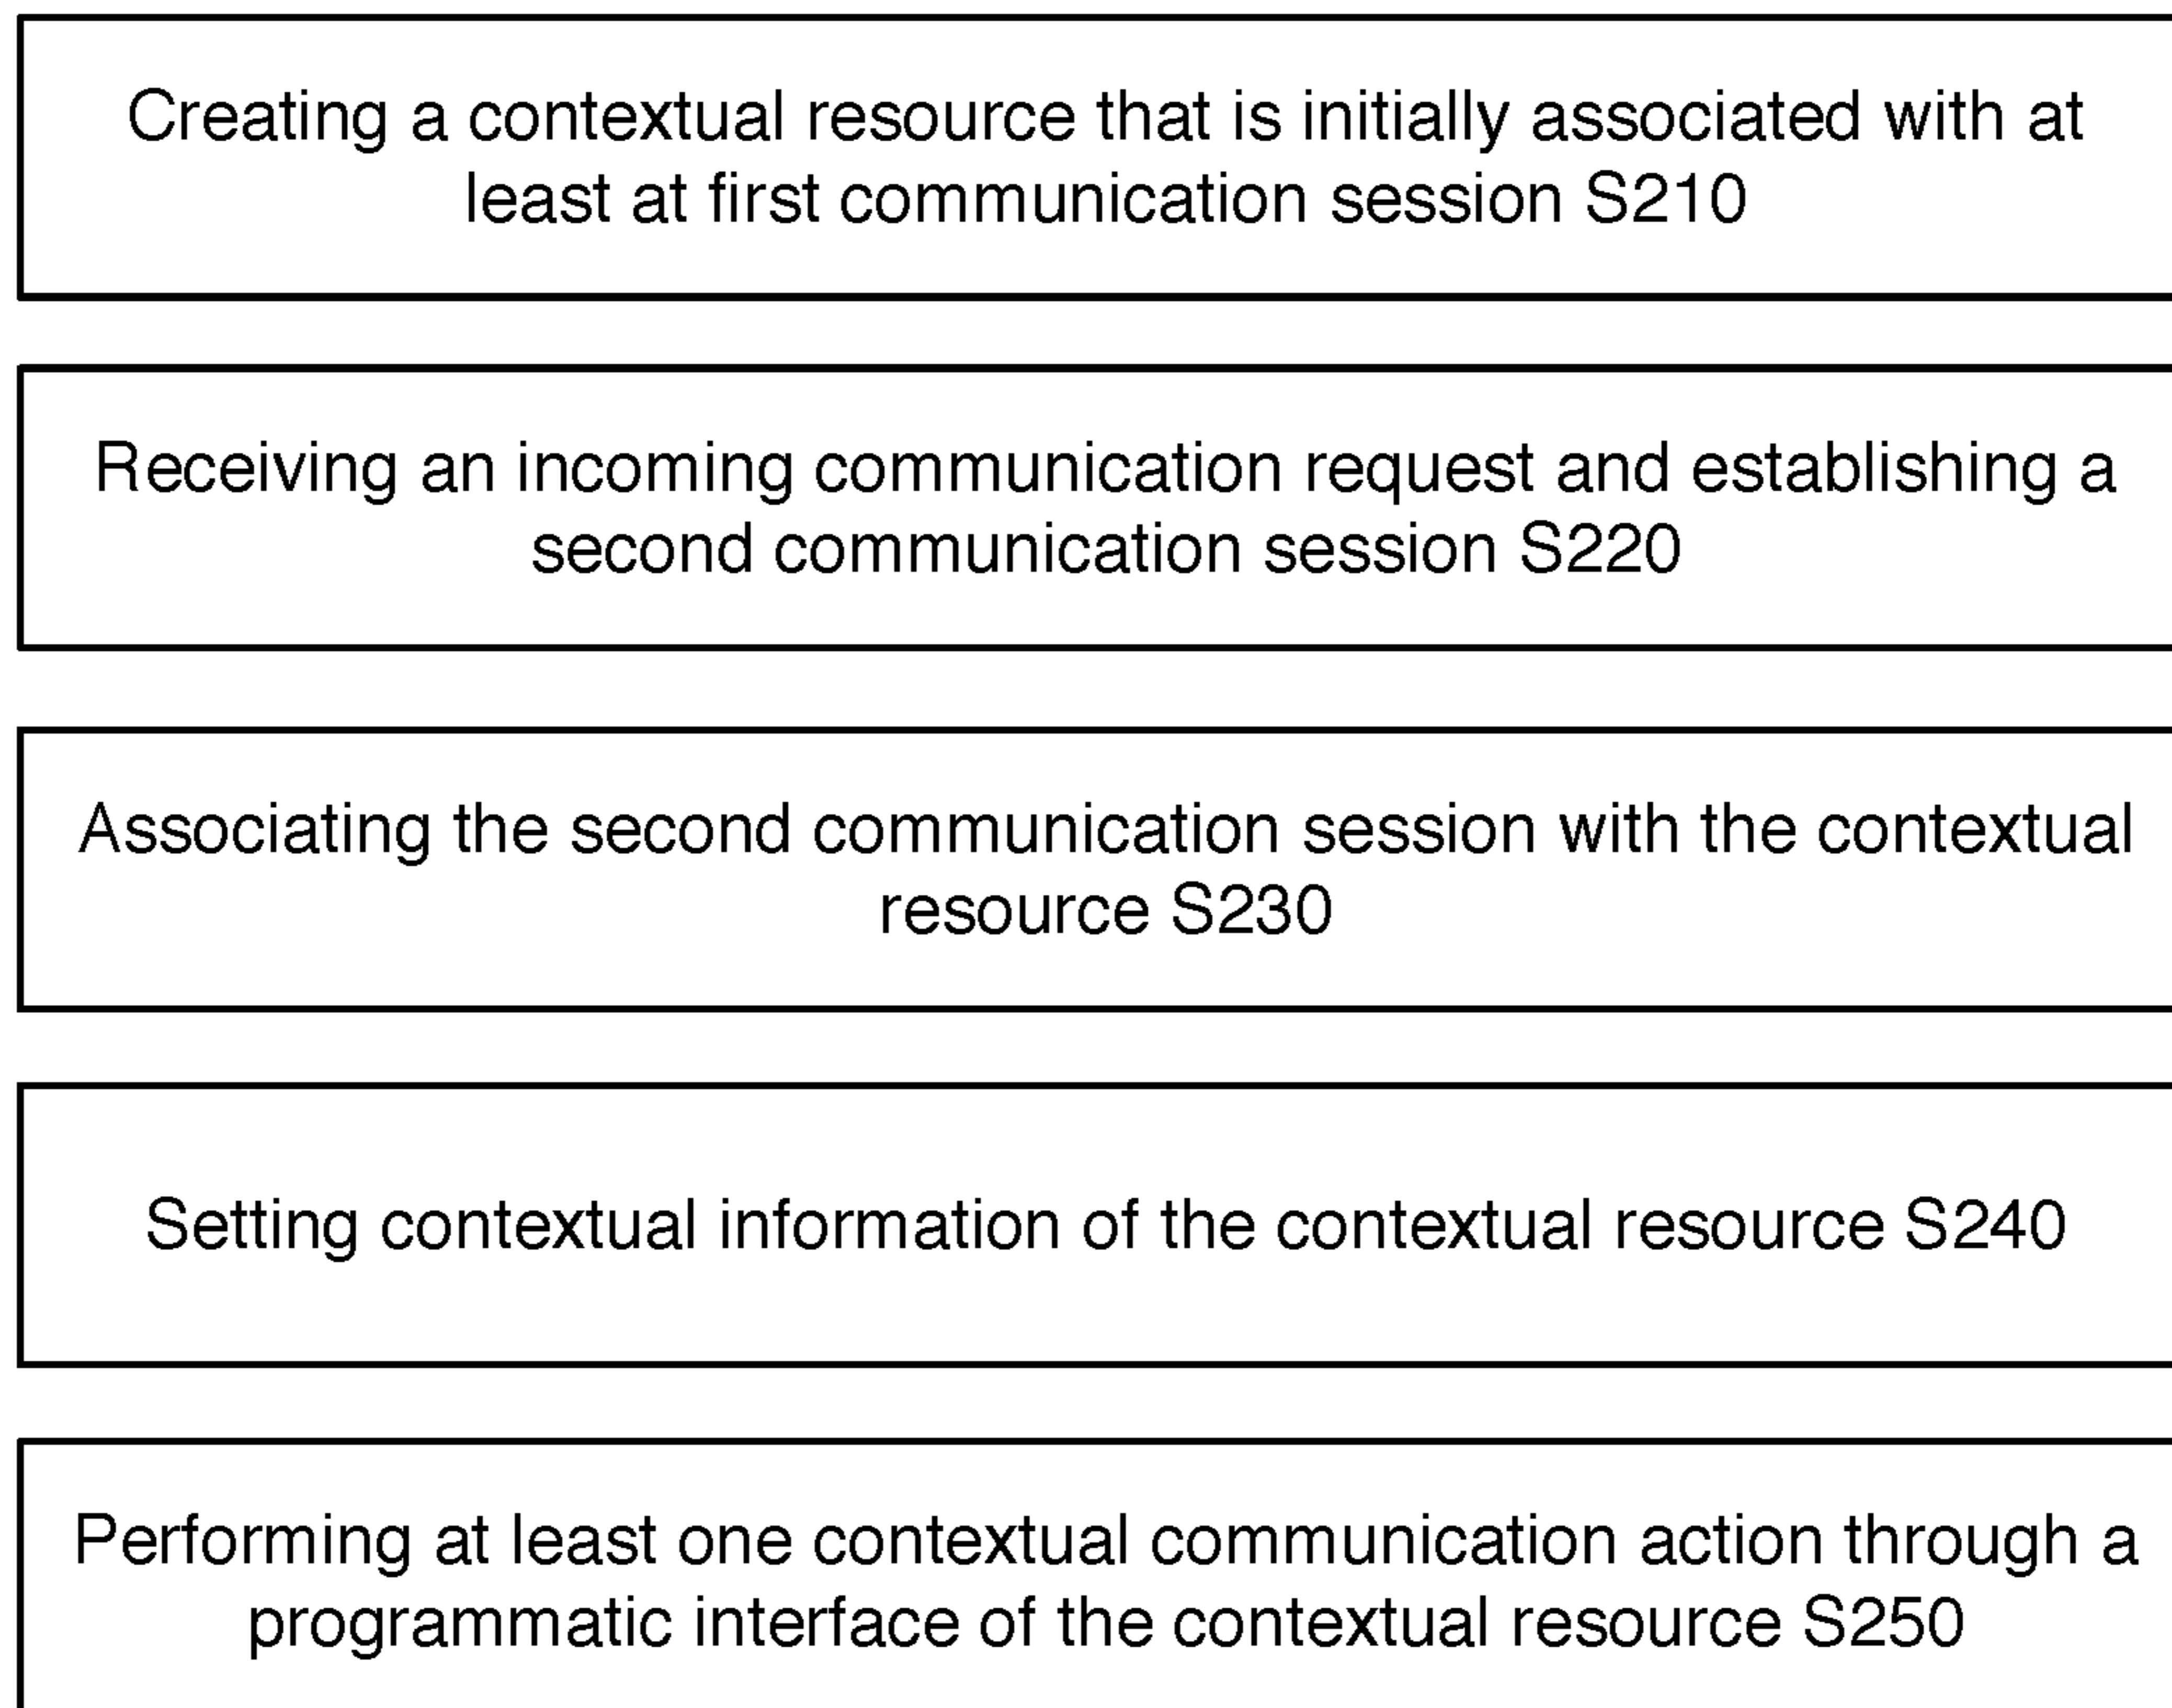 Creating a contextual resource that is initially associated with at
least at first communication session S210
Receiving an incoming communication request and establishing a
second communication session S220
Associating the second communication session with the contextual
resource S230
Setting contextual information of the contextual resource S240
Performing at least one contextual communication action through a
programmatic interface of the contextual resource S250